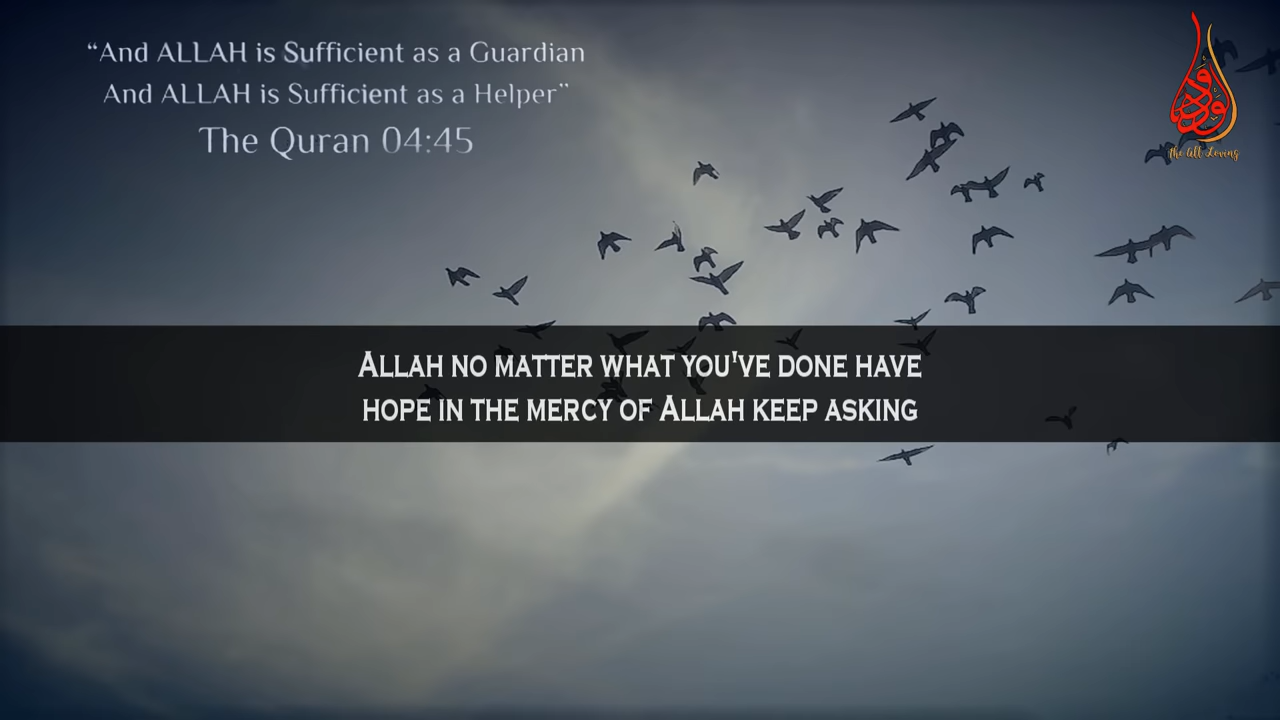 “And ALLAH is Sufficient as a Guardian
And ALLAH is Sufficient as a Helper”
The Quran 04:45
الودود
the All Loving
Allah no matter what you've done have
hope in the mercy of Allah keep asking